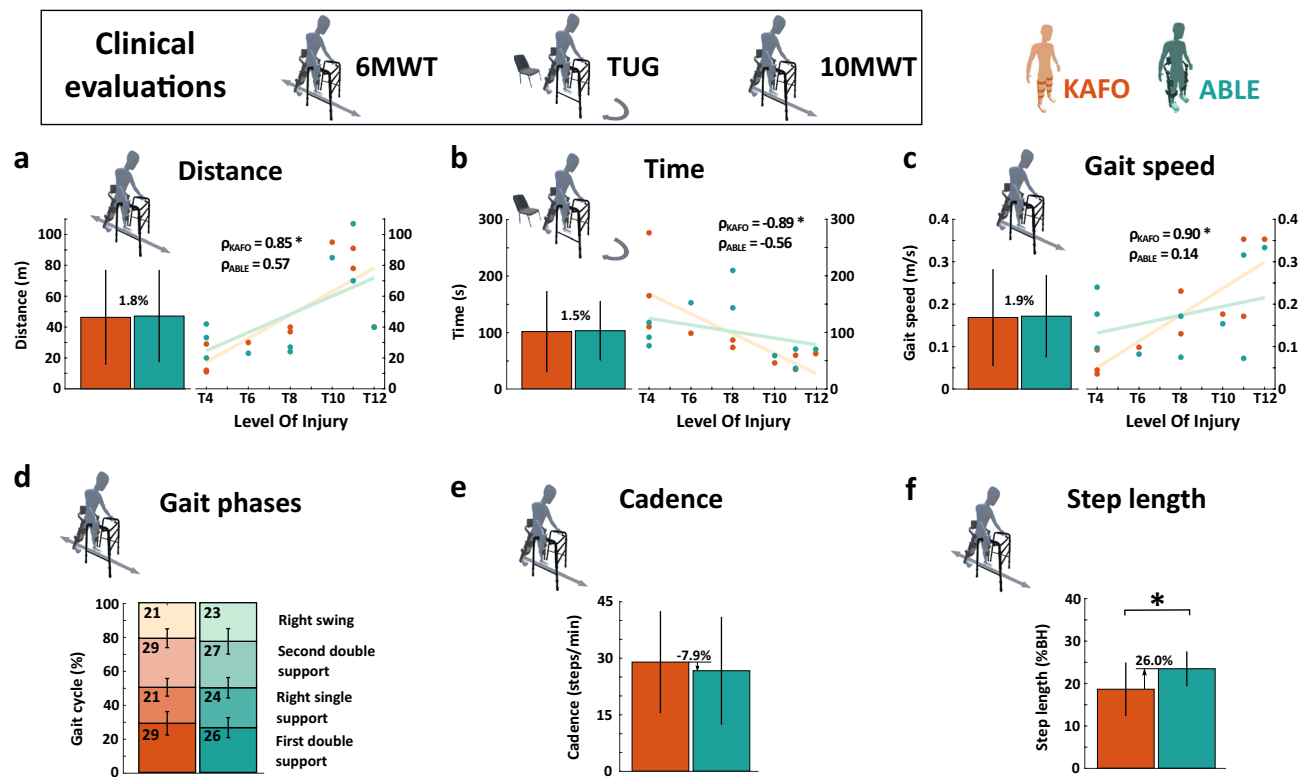 Clinical
evaluations
6MWT
TUG
10MWT
KAFO
ABLE
a
Distance
Distance (m)
100
80
60
40
20
0
1.8%
ρKAFO = 0.85 *
ρABLE = 0.57
100
80
60
40
20
0
T4 T6 T8 T10 T12
Level Of Injury
b
Time
Time (s)
300
200
100
0
1.5%
ρKAFO = -0.89 *
ρABLE = -0.56
300
200
100
0
T4 T6 T8 T10 T12
Level Of Injury
c
Gait speed
Gait speed (m/s)
0.4
0.3
0.2
0.1
0
1.9%
ρKAFO = 0.90 *
ρABLE = 0.14
0.4
0.3
0.2
0.1
0
T4 T6 T8 T10 T12
Level Of Injury
d
Gait phases
Gait cycle (%)
100
80
60
40
20
0
21
29
21
29
23
27
24
26
Right swing
Second double
support
Right single
support
First double
support
e
Cadence
Cadence (steps/min)
45
30
15
0
-7.9%
f
Step length
Step length (%BH)
40
30
20
10
0
*
26.0%